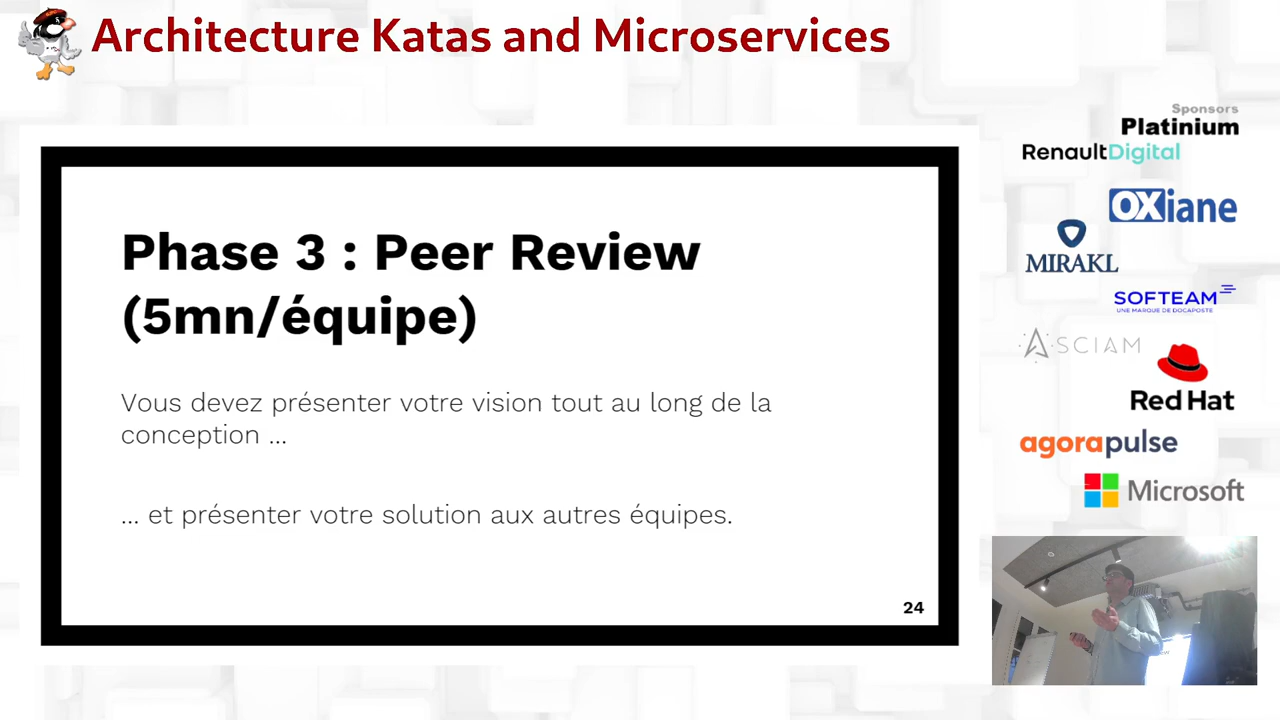 Architecture Katas and Microservices
Sponsors
Platinium
RenaultDigital
OXiane
MIRAKL
SOFTEAM
UNE MARQUE DE DOCAPOSTE
ASCIAM
Red Hat
agorapulse
Microsoft
Phase 3 : Peer Review
(5mn/équipe)
Vous devez présenter votre vision tout au long de la
conception ...
... et présenter votre solution aux autres équipes.
24